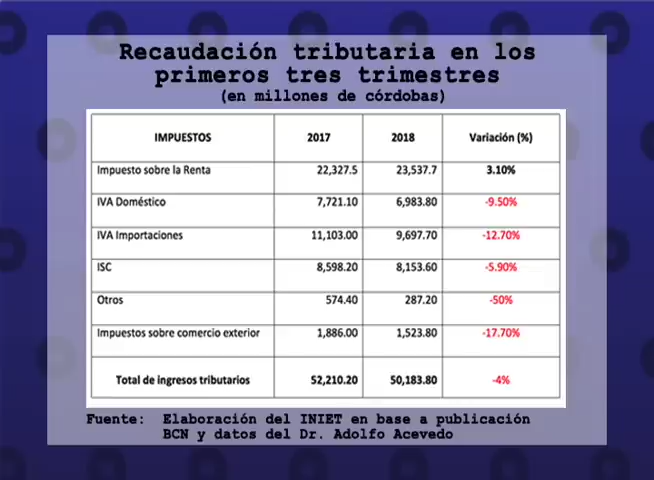 Recaudación tributaria en los
primeros tres trimestres
(en millones de córdobas)
IMPUESTOS 2017 2018 Variación (%)
Impuesto sobre la Renta 22,327.5 23,537.7 3.10%
IVA Doméstico 7,721.10 6,983.80 -9.50%
IVA Importaciones 11,103.00 9,697.70 -12.70%
ISC 8,598.20 8,153.60 -5.90%
Otros 574.40 287.20 -50%
Impuestos sobre comercio exterior 1,886.00 1,523.80 -17.70%
Total de ingresos tributarios 52,210.20 50,183.80 -4%
Fuente: Elaboración del INIET en base a publicación
BCN y datos del Dr. Adolfo Acevedo